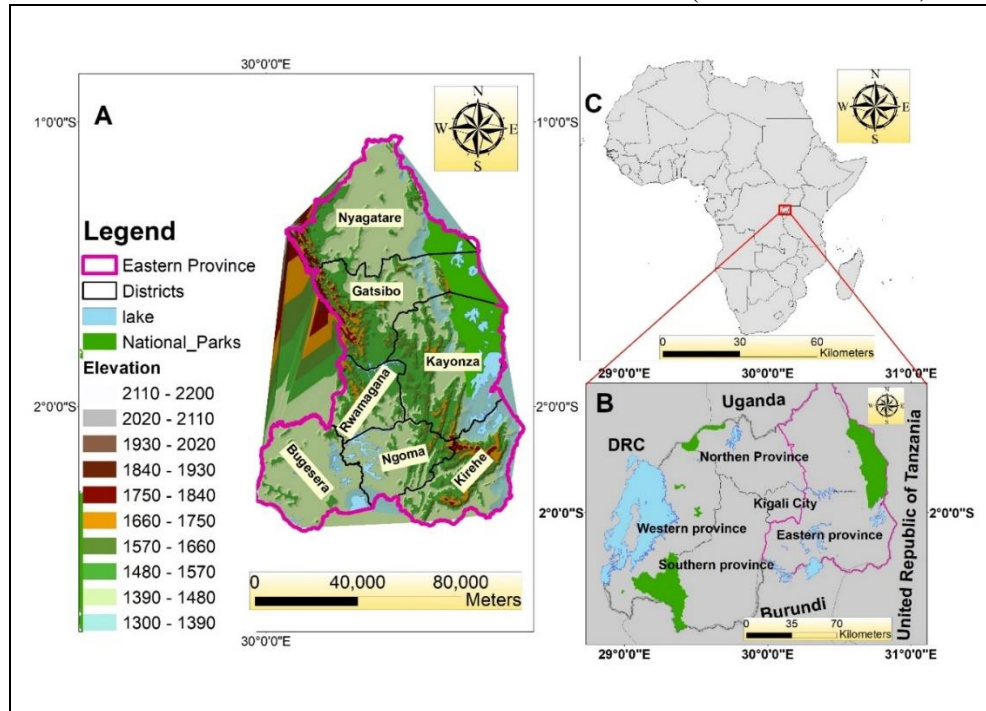 30°0'0"E
1°0'0"S
A
N
W
E
S
Nyagatare
Gatsibo
Kayonza
Rwamagana
Ngoma
Kirehe
Bugesera
Legend
Eastern Province
Districts
lake
National_Parks
Elevation
2110 - 2200
2020 - 2110
1930 - 2020
1840 - 1930
1750 - 1840
1660 - 1750
1570 - 1660
1480 - 1570
1390 - 1480
1300 - 1390
2°0'0"S
2°0'0"S
0 40,000 80,000
Meters
30°0'0"E
C
1°0'0"S
N
W
E
S
0 30 60
Kilometers
2°0'0"S
29°0'0"E 30°0'0"E 31°0'0"E
B
Uganda
DRC
Northen Province
Kigali City
Western province
Eastern province
Southern province
Burundi
United Republic of Tanzania
2°0'0"S
0 35 70
Kilometers
29°0'0"E 30°0'0"E 31°0'0"E